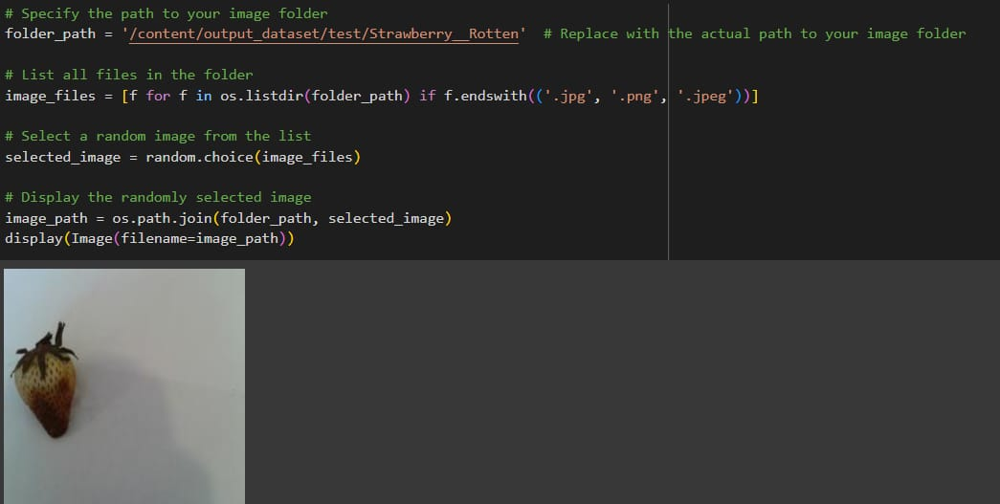 # Specify the path to your image folder
folder_path = '/content/output_dataset/test/Strawberry__Rotten'  # Replace with the actual path to your image folder
# List all files in the folder
image_files = [f for f in os.listdir(folder_path) if f.endswith(('.jpg', '.png', '.jpeg'))]
# Select a random image from the list
selected_image = random.choice(image_files)
# Display the randomly selected image
image_path = os.path.join(folder_path, selected_image)
display(Image(filename=image_path))